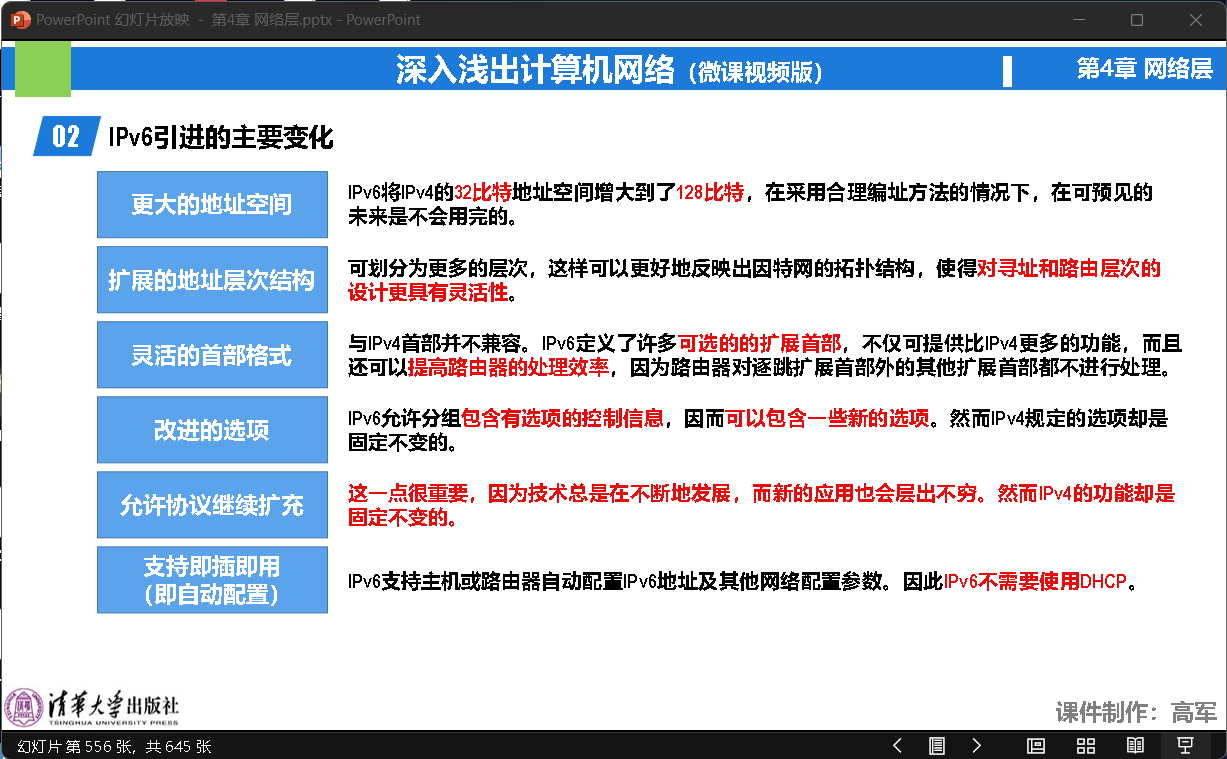 PowerPoint 幻灯片放映 - 第4章 网络层.pptx - PowerPoint
深入浅出计算机网络（微课视频版）
第4章 网络层
02 IPv6引进的主要变化
更大的地址空间
IPv6将IPv4的32比特地址空间增大到了128比特，在采用合理编址方法的情况下，在可预见的
未来是不会用完的。
扩展的地址层次结构
可划分为更多的层次，这样可以更好地反映出因特网的拓扑结构，使得对寻址和路由层次的
设计更具有灵活性。
灵活的首部格式
与IPv4首部并不兼容。IPv6定义了许多可选的的扩展首部，不仅可提供比IPv4更多的功能，而且
还可以提高路由器的处理效率，因为路由器对逐跳扩展首部外的其他扩展首部都不进行处理。
改进的选项
IPv6允许分组包含有选项的控制信息，因而可以包含一些新的选项。然而IPv4规定的选项却是
固定不变的。
允许协议继续扩充
这一点很重要，因为技术总是在不断地发展，而新的应用也会层出不穷。然而IPv4的功能却是
固定不变的。
支持即插即用
（即自动配置）
IPv6支持主机或路由器自动配置IPv6地址及其他网络配置参数。因此IPv6不需要使用DHCP。
清华大学出版社
TSINGHUA UNIVERSITY PRESS
课件制作：高军
幻灯片 第 556 张，共 645 张